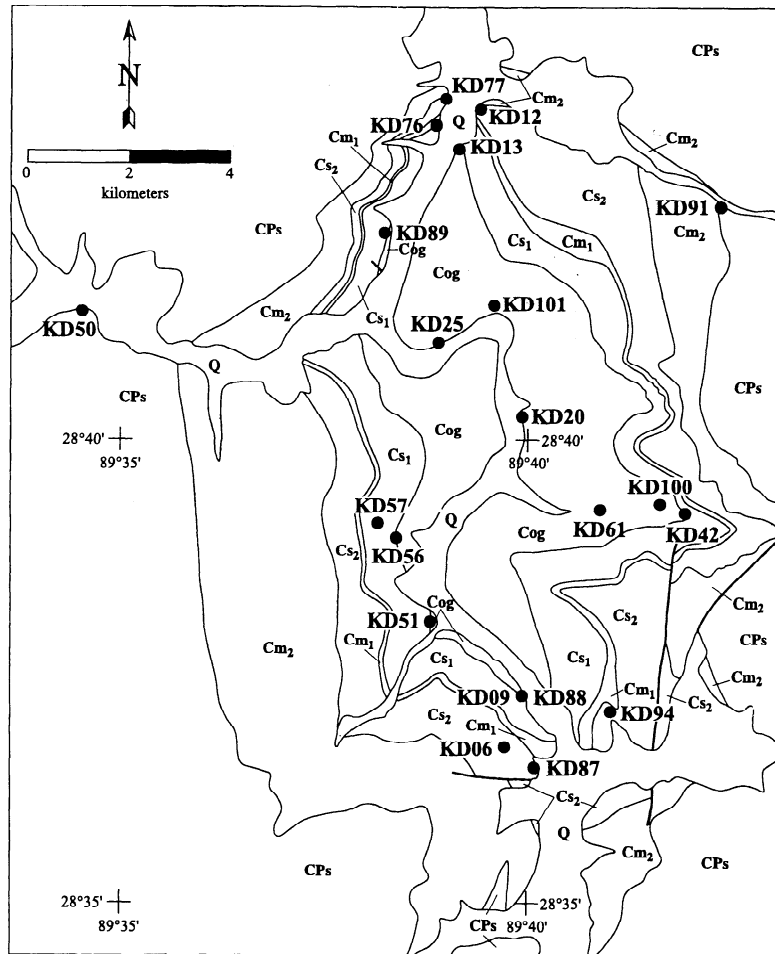 CPs
KD77
N
Cm2
KD12
KD76
Q
Cm1
KD13
Cm2
Cs2
0 2 4
kilometers
Cs2
KD91
CPs
Cm2
KD89
Cs1
Cm1
Cog
Cog
KD101
Cm2
Cs1
KD50
KD25
Q
CPs
CPs
KD20
Cog
28°40'
89°35'
28°40'
89°40'
Cs1
KD100
KD57
Q
Cog
KD61
KD42
Cs2
KD56
Cog
Cm2
KD51
Cs2
CPs
Cm1
Cm2
Cs1
Cs1
Cm2
KD09
KD88
Cm1
Cs2
KD94
Cs2
Cm1
KD06
KD87
Cs2
Q
Cm2
CPs
CPs
28°35'
89°35'
28°35'
89°40'
CPs
CPs